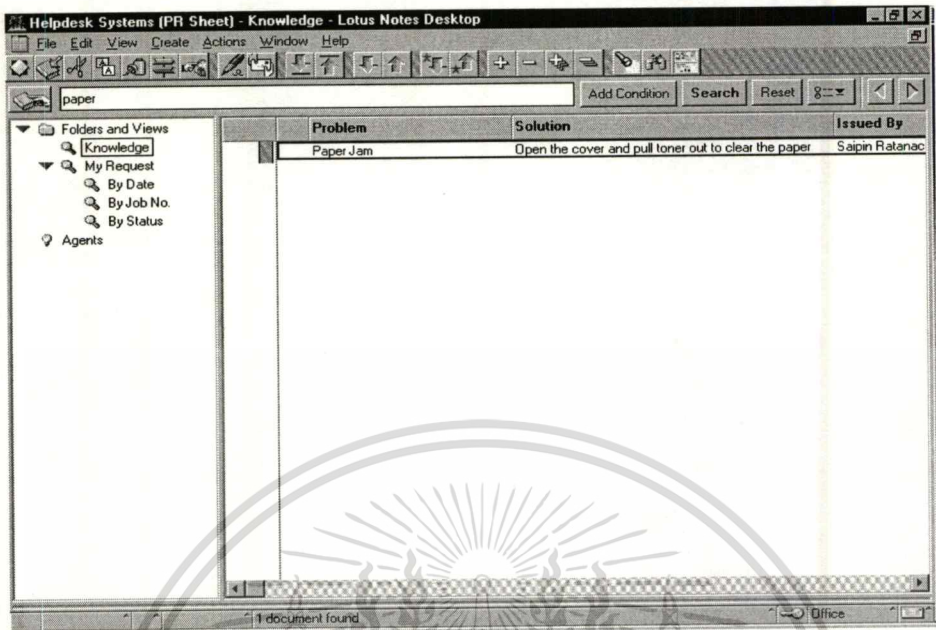 Helpdesk Systems (PR Sheet) - Knowledge - Lotus Notes Desktop
File Edit View Create Actions Window Help
paper Add Condition Search Reset
Folders and Views
Knowledge
My Request
By Date
By Job No.
By Status
Agents
Problem Solution Issued By
Paper Jam Open the cover and pull toner out to clear the paper Saipin Ratanac
1 document found Office